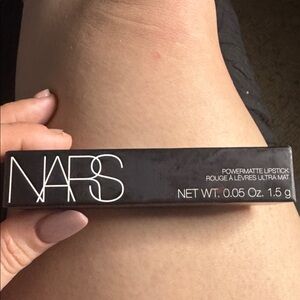 NARS
POWERMATTE LIPSTICK
ROUGE À LÈVRES ULTRA MAT
NET WT. 0.05 Oz. 1.5 g